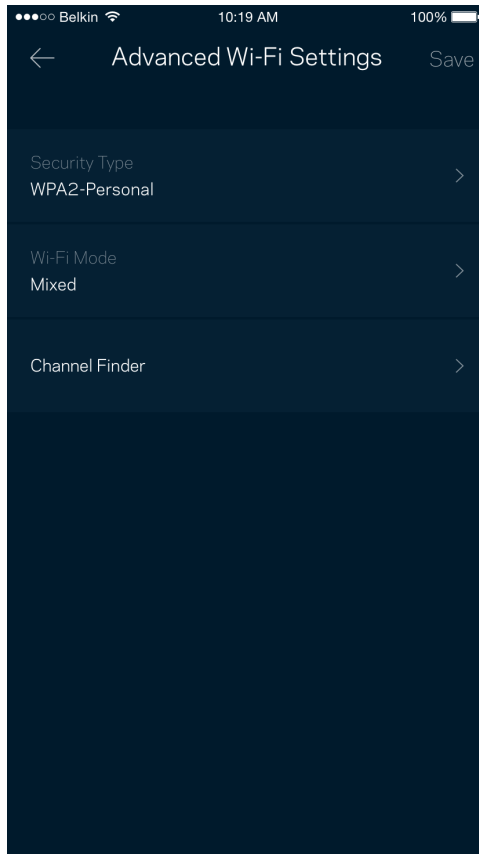 Belkin 10:19 AM 100%
Advanced Wi-Fi Settings Save
Security Type
WPA2-Personal
Wi-Fi Mode
Mixed
Channel Finder